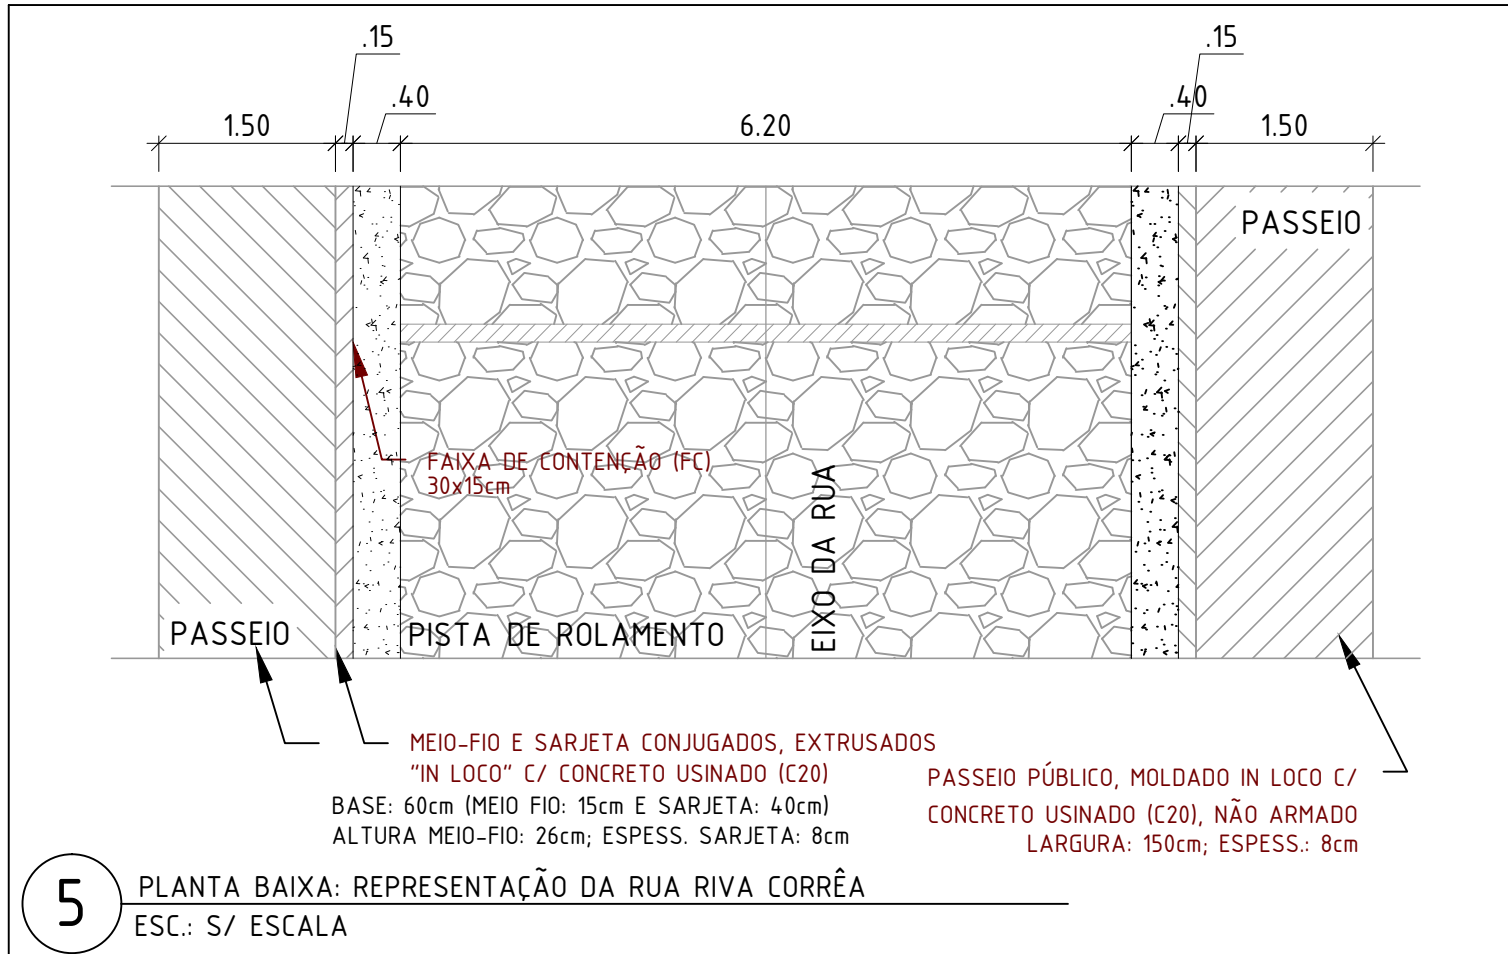 .15
.15
.40
.40
1.50
6.20
1.50
PASSEIO
FAIXA DE CONTENÇÃO (FC)
30x15cm
EIXO DA RUA
PASSEIO
PISTA DE ROLAMENTO
MEIO-FIO E SARJETA CONJUGADOS, EXTRUSADOS
"IN LOCO" C/ CONCRETO USINADO (C20)
BASE: 60cm (MEIO FIO: 15cm E SARJETA: 40cm)
ALTURA MEIO-FIO: 26cm; ESPESS. SARJETA: 8cm
PASSEIO PÚBLICO, MOLDADO IN LOCO C/
CONCRETO USINADO (C20), NÃO ARMADO
LARGURA: 150cm; ESPESS.: 8cm
5
PLANTA BAIXA: REPRESENTAÇÃO DA RUA RIVA CORRÊA
ESC.: S/ ESCALA